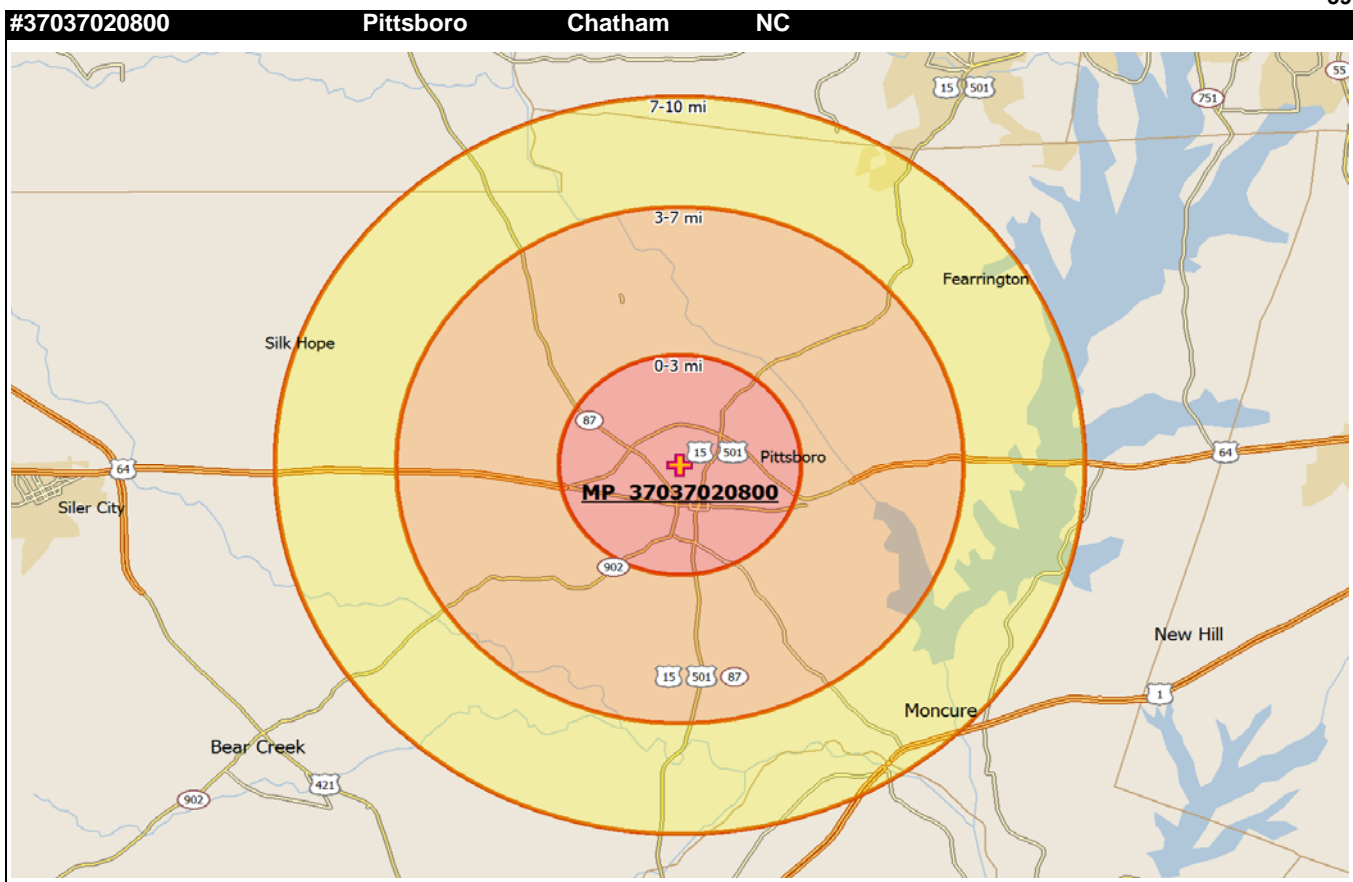 #37037020800 Pittsboro Chatham NC
7-10 mi
15 501
751
55
3-7 mi
Fearrington
Silk Hope
0-3 mi
87
15 501
Pittsboro
64
64
MP 37037020800
Siler City
902
New Hill
15 501 87
1
Moncure
Bear Creek
421
902